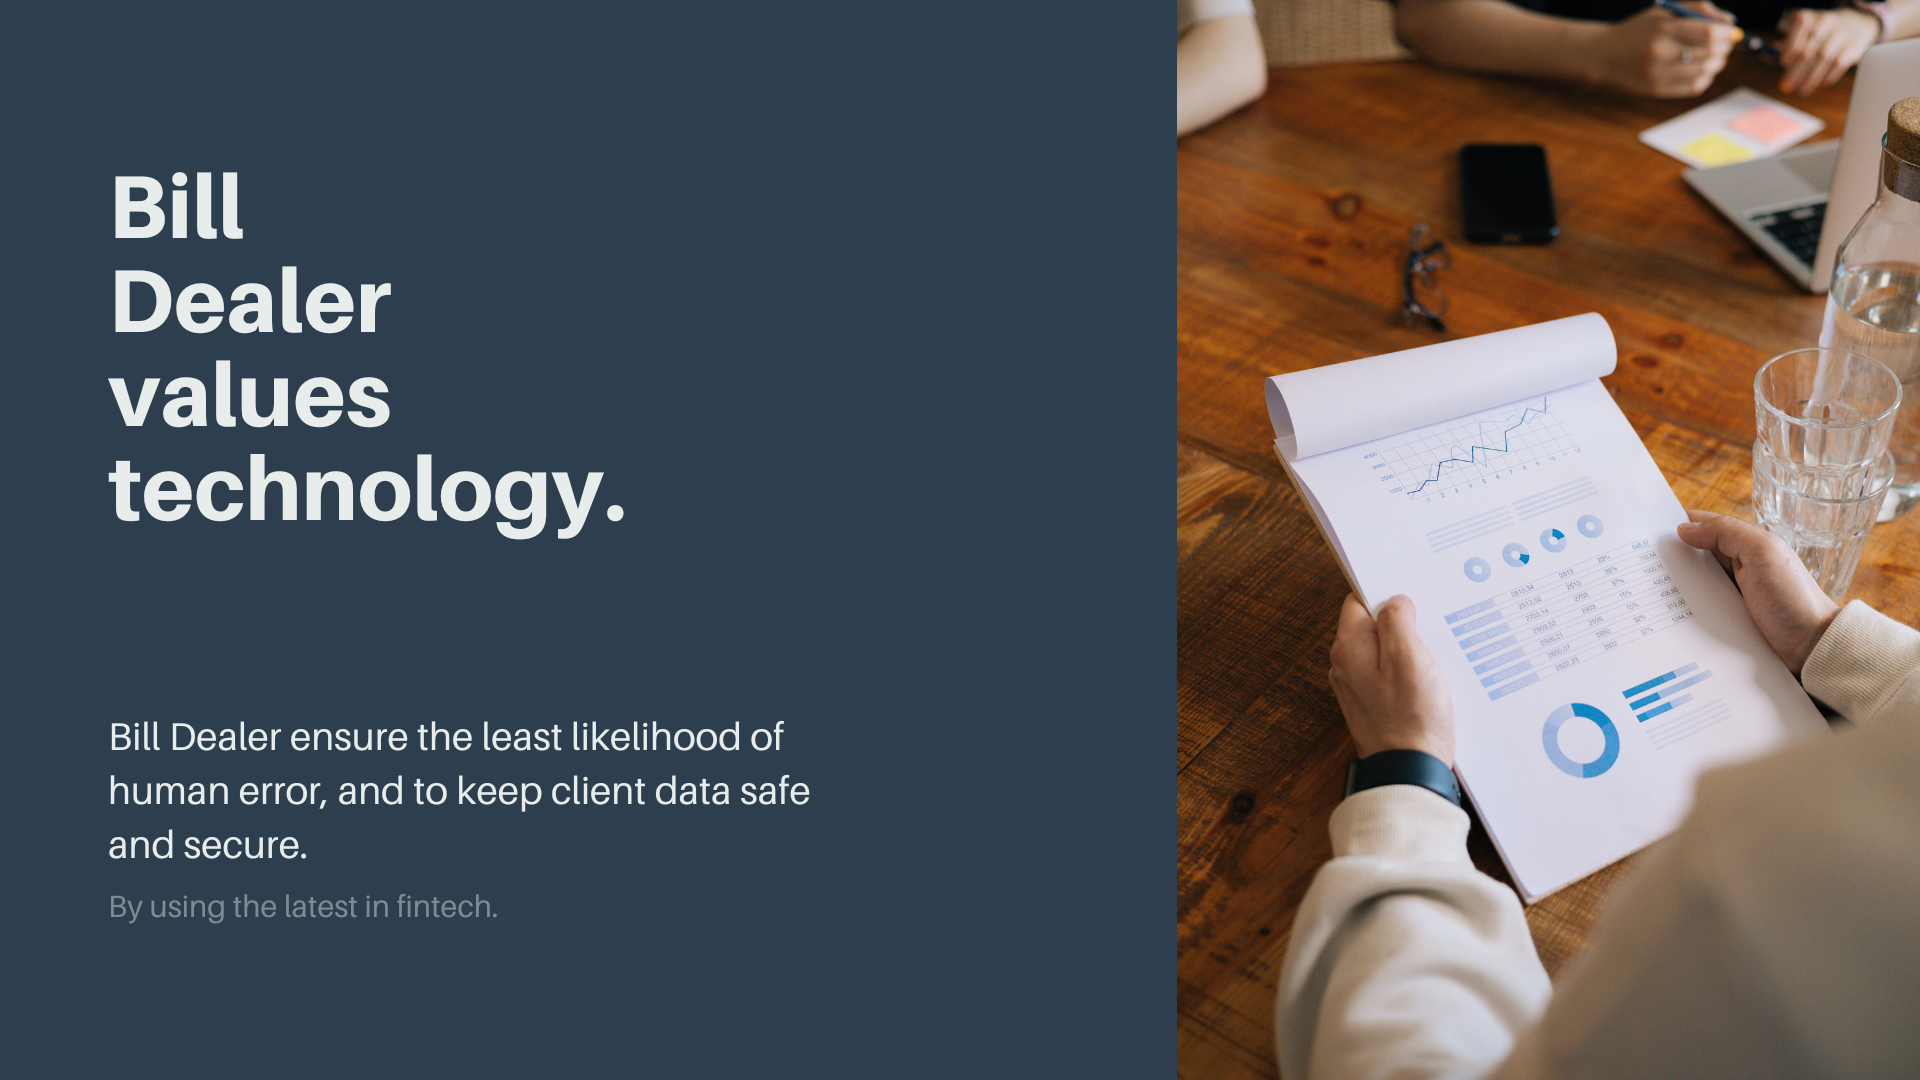 Bill
Dealer
values
technology.
Bill Dealer ensure the least likelihood of
human error, and to keep client data safe
and secure.
By using the latest in fintech.